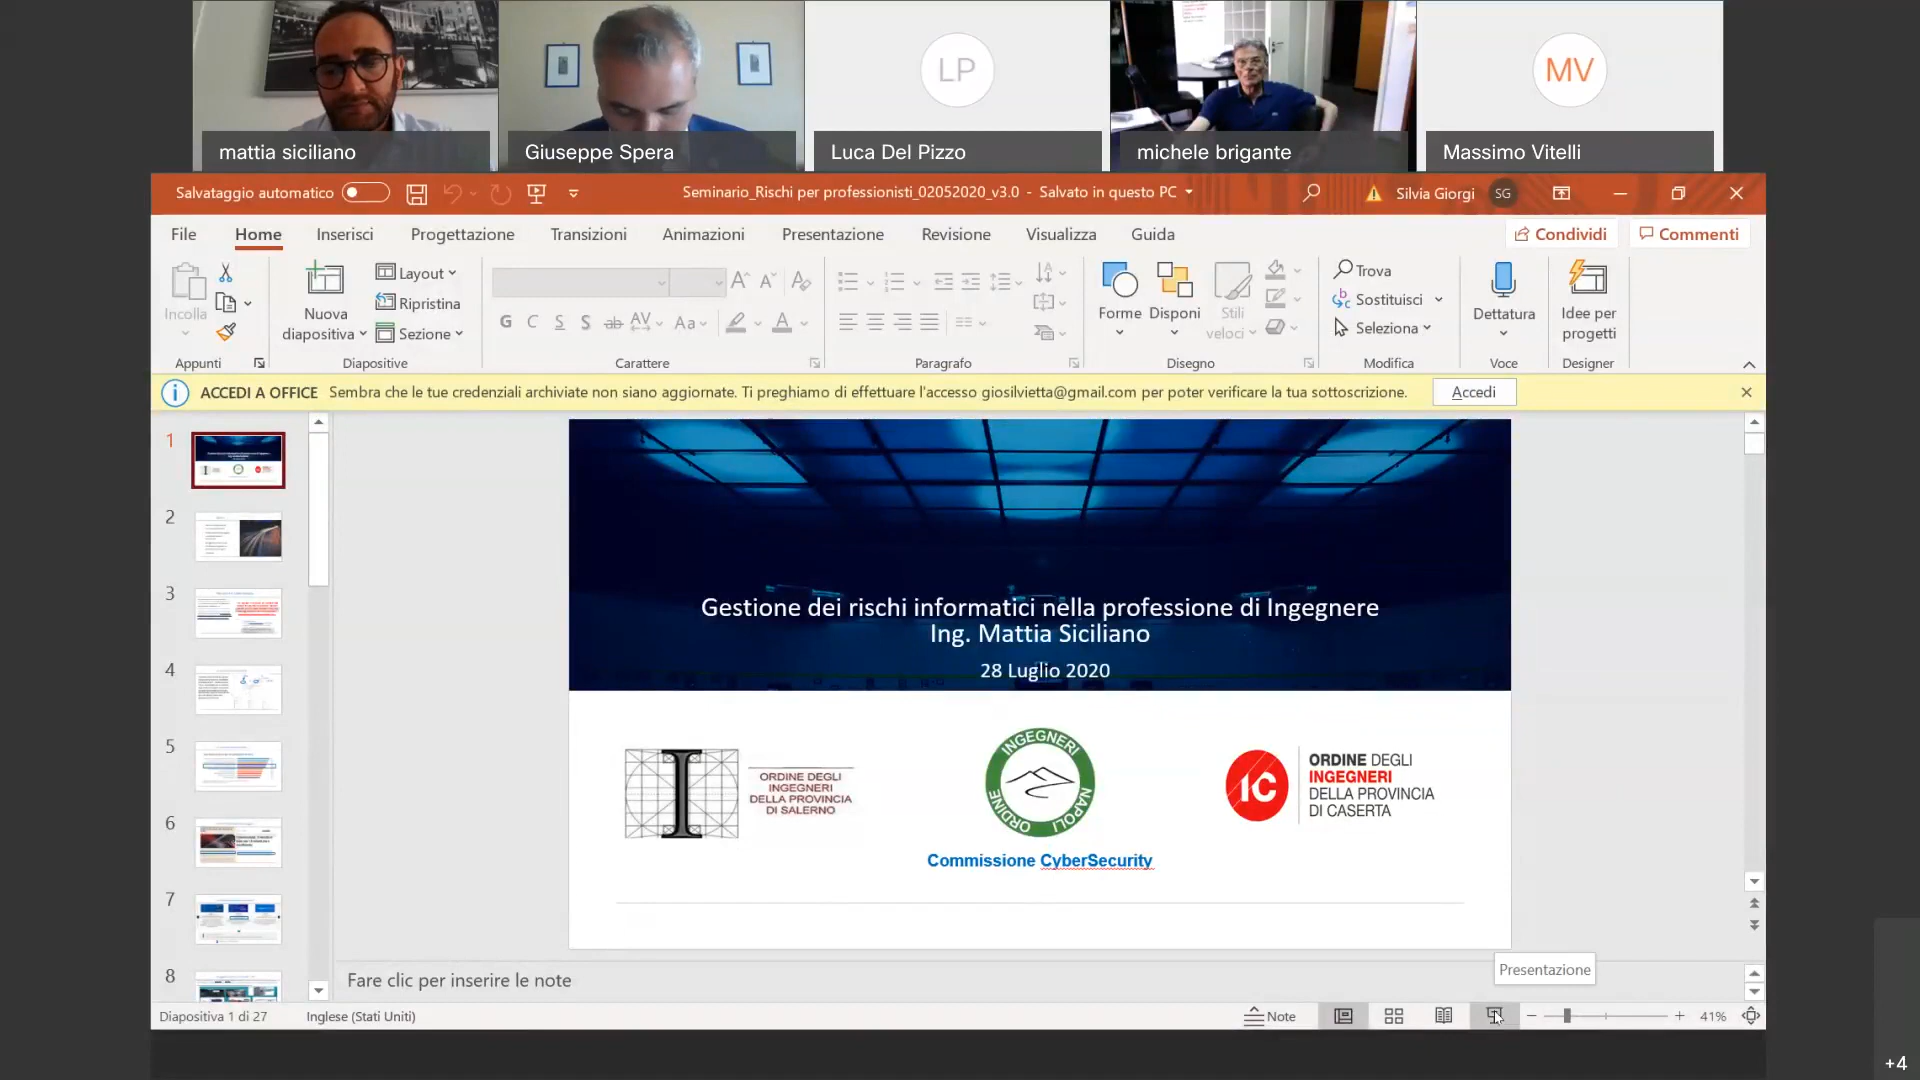 LP
MV
mattia siciliano
Giuseppe Spera
Luca Del Pizzo
michele brigante
Massimo Vitelli
Salvataggio automatico
Seminario_Rischi per professionisti_02052020_v3.0 - Salvato in questo PC
Silvia Giorgi
SG
File
Home
Inserisci
Progettazione
Transizioni
Animazioni
Presentazione
Revisione
Visualizza
Guida
Condividi
Commenti
Incolla
Appunti
Nuova
diapositiva
Layout
Ripristina
Sezione
Diapositive
G C S S ab AV Aa A
Carattere
Paragrafo
Forme
Disponi
Stili
veloci
Disegno
Trova
Sostituisci
Seleziona
Modifica
Dettatura
Voce
Idee per
progetti
Designer
ACCEDI A OFFICE Sembra che le tue credenziali archiviate non siano aggiornate. Ti preghiamo di effettuare l'accesso giosilvietta@gmail.com per poter verificare la tua sottoscrizione.
Accedi
1
2
3
4
5
6
7
8
Gestione dei rischi informatici nella professione di Ingegnere
Ing. Mattia Siciliano
28 Luglio 2020
ORDINE DEGLI
INGEGNERI
DELLA PROVINCIA
DI SALERNO
INGEGNERI
ORDINE NAPOLI
IC
ORDINE DEGLI
INGEGNERI
DELLA PROVINCIA
DI CASERTA
Commissione CyberSecurity
Fare clic per inserire le note
Presentazione
Diapositiva 1 di 27
Inglese (Stati Uniti)
Note
41%
+4